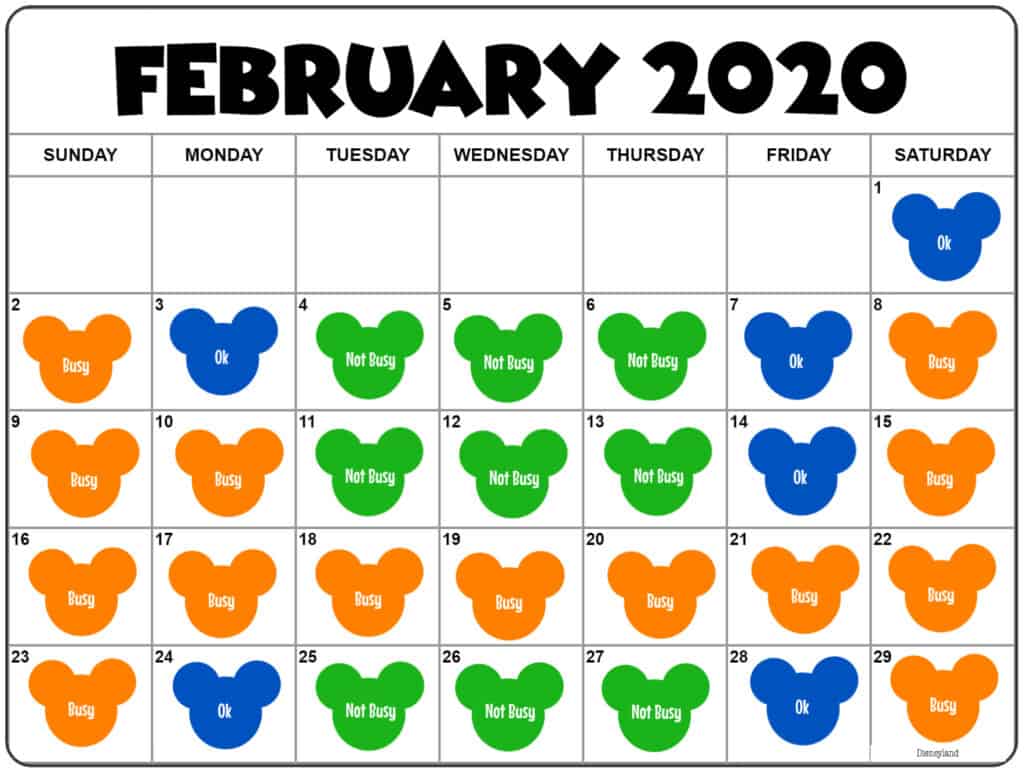 FEBRUARY 2020
SUNDAY MONDAY TUESDAY WEDNESDAY THURSDAY FRIDAY SATURDAY
1
Ok
2 3 4 5 6 7 8
Busy Ok Not Busy Not Busy Not Busy Ok Busy
9 10 11 12 13 14 15
Busy Busy Not Busy Not Busy Not Busy Ok Busy
16 17 18 19 20 21 22
Busy Busy Busy Busy Busy Busy Busy
23 24 25 26 27 28 29
Busy Ok Not Busy Not Busy Not Busy Ok Busy
Disneyland